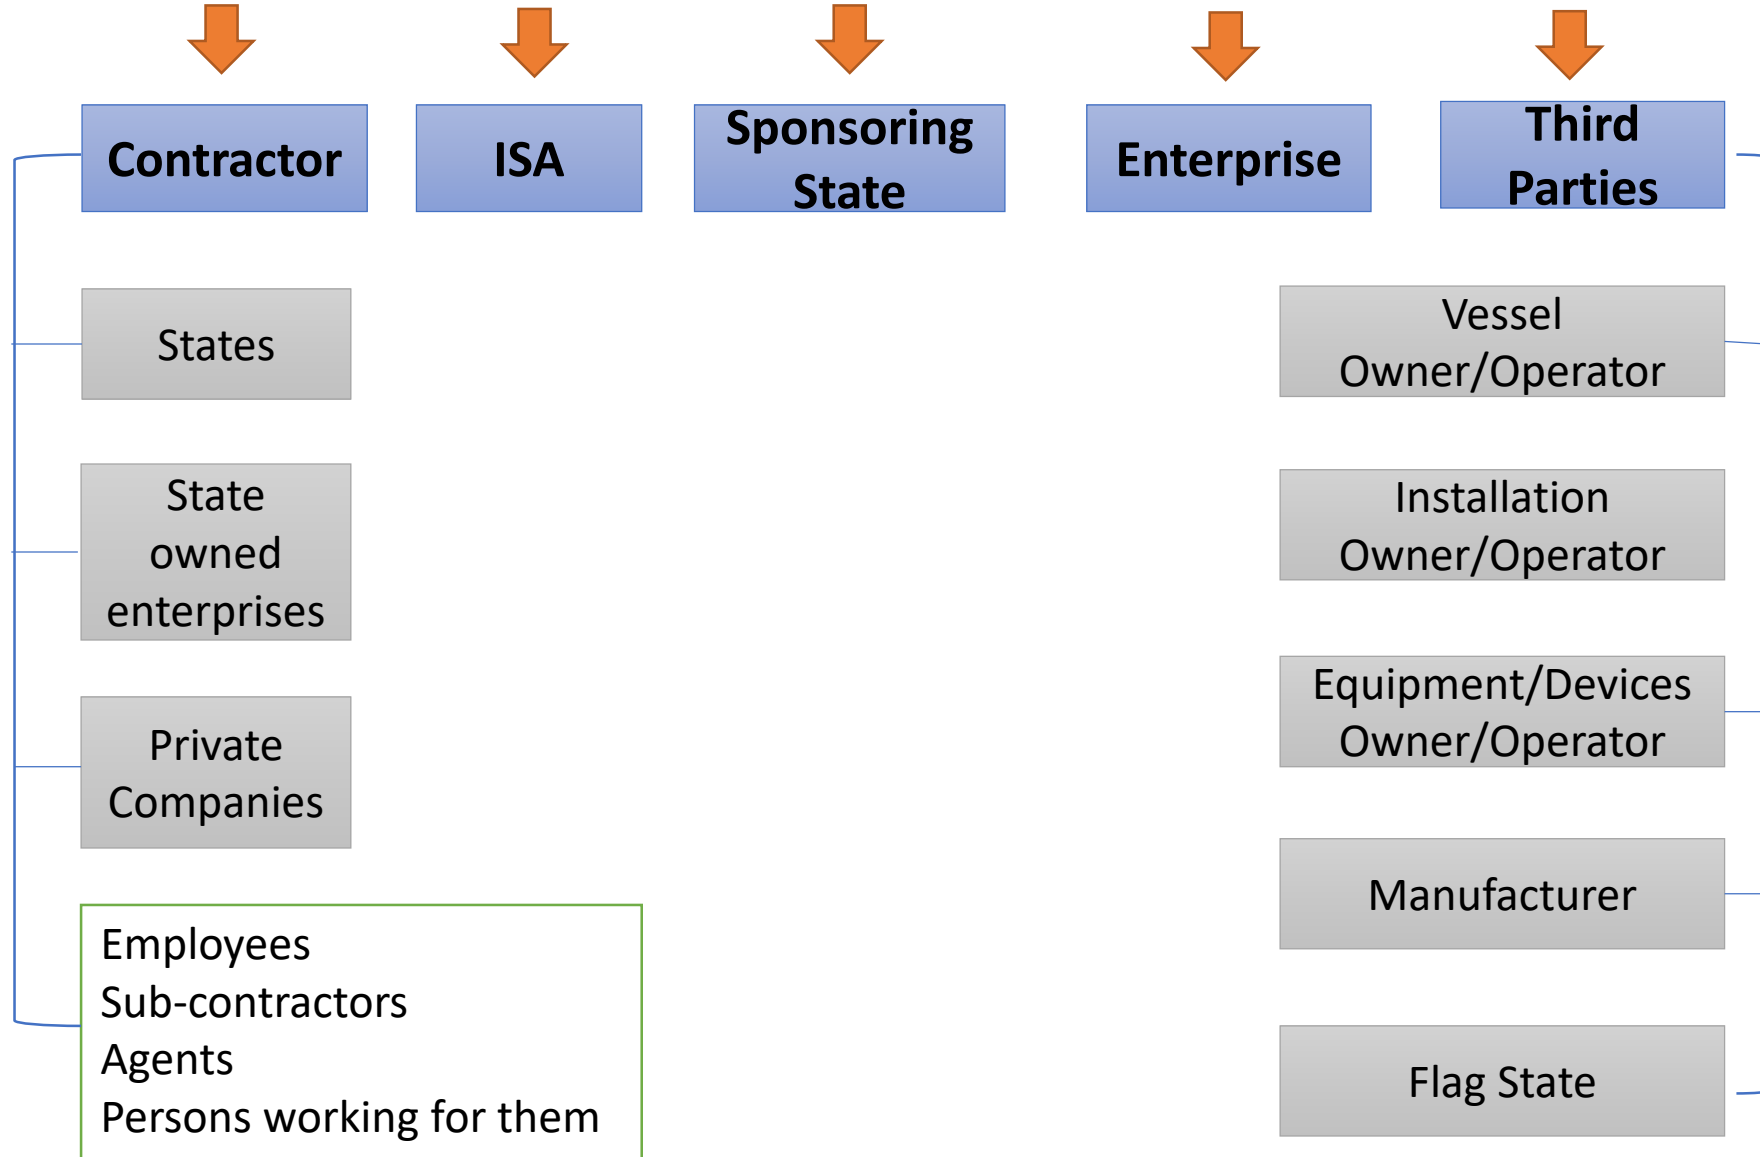 Contractor
ISA
Sponsoring
State
Enterprise
Third
Parties
States
State
owned
enterprises
Private
Companies
Employees
Sub-contractors
Agents
Persons working for them
Vessel
Owner/Operator
Installation
Owner/Operator
Equipment/Devices
Owner/Operator
Manufacturer
Flag State